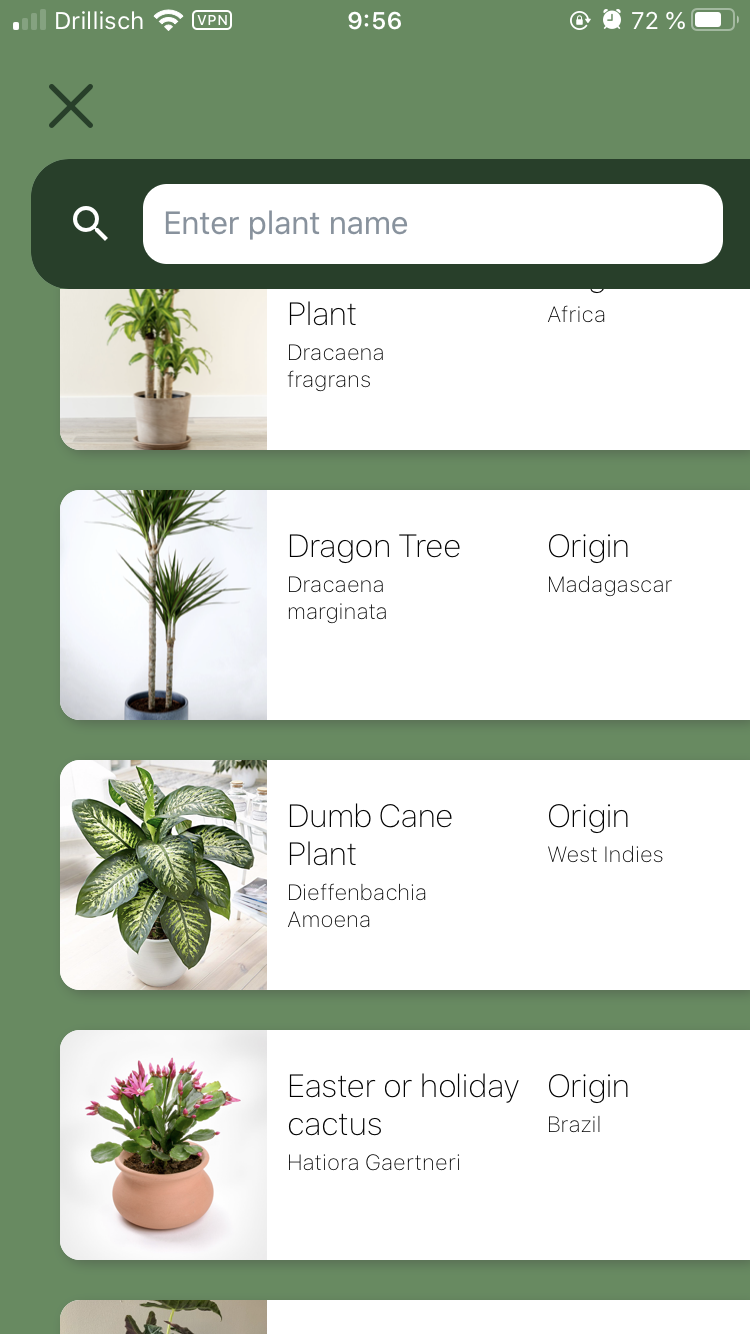 Drillisch VPN 9:56 72 %
Enter plant name
Plant
Dracaena
fragrans
Africa
Dragon Tree
Dracaena
marginata
Origin
Madagascar
Dumb Cane
Plant
Dieffenbachia
Amoena
Origin
West Indies
Easter or holiday
cactus
Hatiora Gaertneri
Origin
Brazil